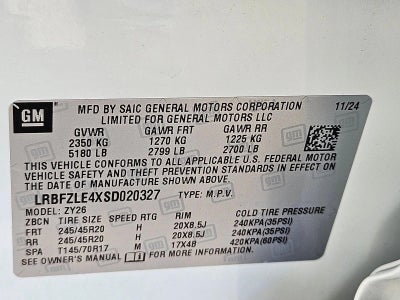 GM
MFD BY SAIC GENERAL MOTORS CORPORATION 11/24
LIMITED FOR GENERAL MOTORS LLC
GVWR GAWR FRT GAWR RR
2350 KG 1270 KG 1225 KG
5180 LB 2799 LB 2700 LB
THIS VEHICLE CONFORMS TO ALL APPLICABLE U.S. FEDERAL MOTOR
VEHICLE SAFETY, THEFT PREVENTION STANDARDS IN EFFECT ON
THE DATE OF MANUFACTURE SHOWN ABOVE.
LRBFZLE4XSD020327 TYPE: M.P.V.
MODEL: ZY26
ZBCN TIRE SIZE SPEED RTG RIM COLD TIRE PRESSURE
FRT 245/45R20 H 20X8.5J 240KPA(35PSI)
RR 245/45R20 H 20X8.5J 240KPA(35PSI)
SPA T145/70R17 M 17X4B 420KPA(60PSI)
SEE OWNER'S MANUAL FOR MORE INFORMATION.